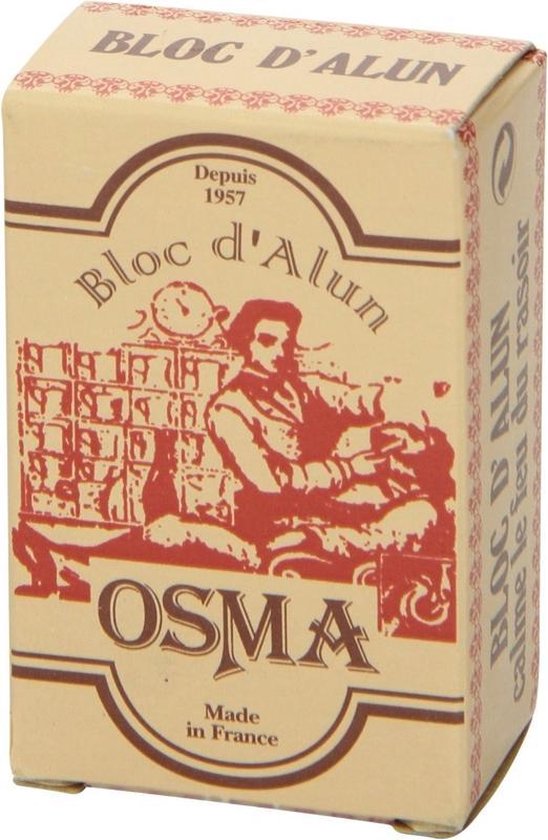 BLOC D'ALUN
Depuis
1957
Bloc d'Alun
OSMA
Made
in France
BLOC D'ALUN
calme le feu du rasoir